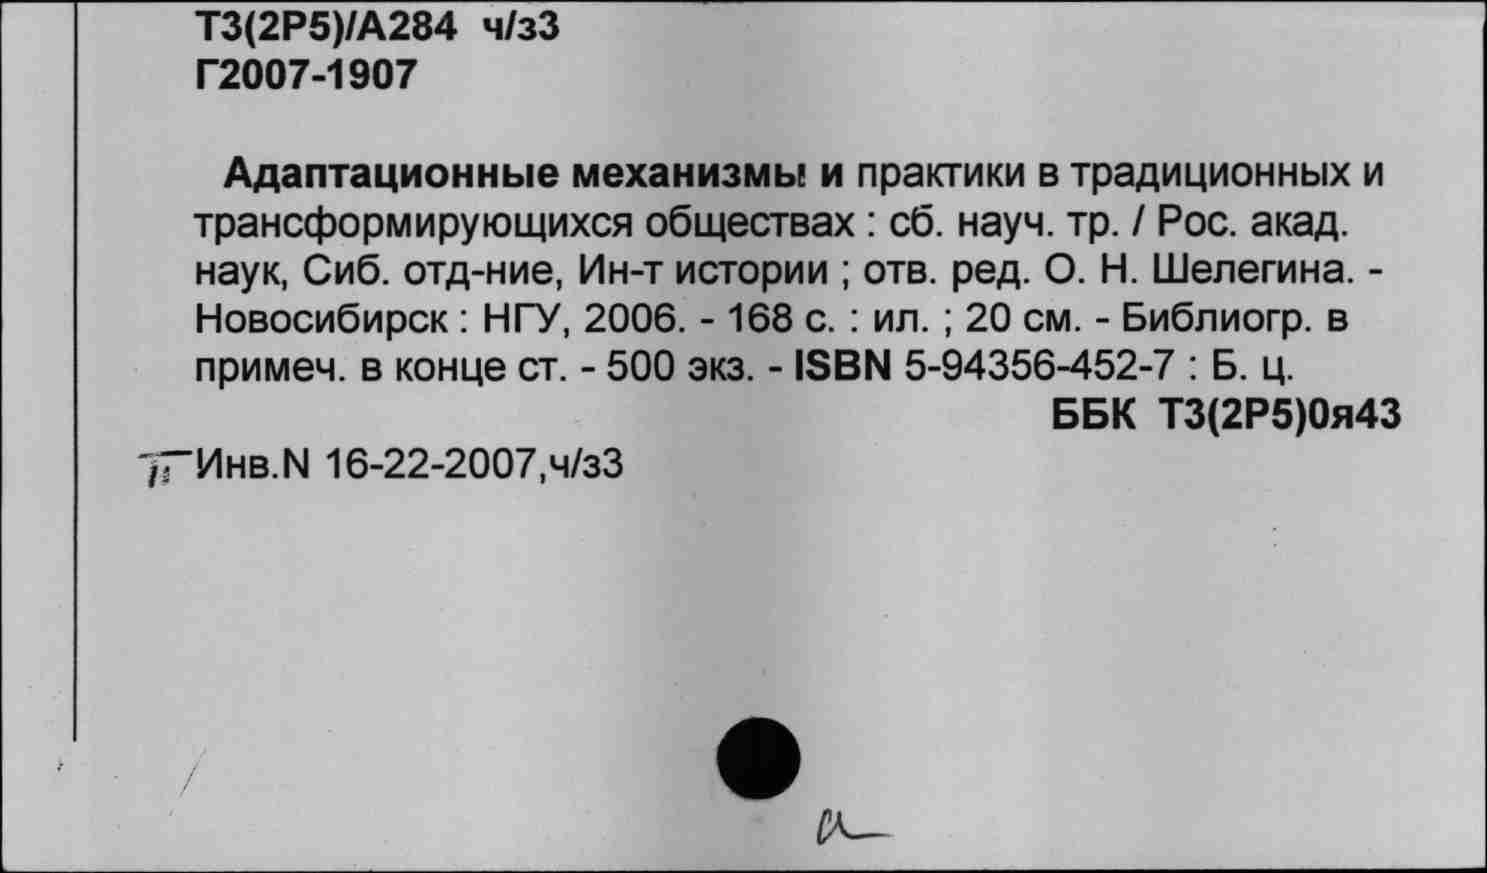 Т3(2Р5)/А284 ч/з3
Г2007-1907
Адаптационные механизмы и практики в традиционных и
трансформирующихся обществах : сб. науч. тр. / Рос. акад.
наук, Сиб. отд-ние, Ин-т истории ; отв. ред. О. Н. Шелегина. -
Новосибирск : НГУ, 2006. - 168 с. : ил. ; 20 см. - Библиогр. в
примеч. в конце ст. - 500 экз. - ISBN 5-94356-452-7 : Б. ц.
ББК Т3(2Р5)0я43
Инв.N 16-22-2007,ч/з3